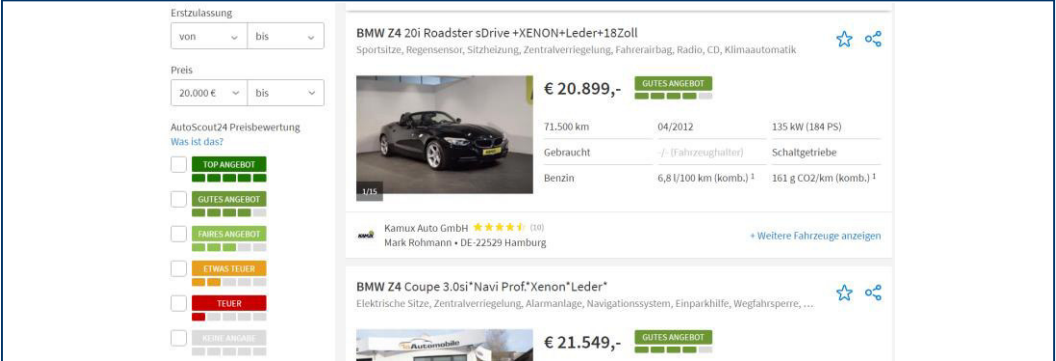 Erstzulassung
von bis
Preis
20.000 € bis
AutoScout24 Preisbewertung
Was ist das?
TOP ANGEBOT
GUTES ANGEBOT
FAIRES ANGEBOT
ETWAS TEUER
TEUER
KEINE ANGABE
BMW Z4 20i Roadster sDrive +XENON+Leder+18Zoll
Sportsitze, Regensensor, Sitzheizung, Zentralverriegelung, Fahrerairbag, Radio, CD, Klimaautomatik
€ 20.899,- GUTES ANGEBOT
71.500 km 04/2012 135 kW (184 PS)
Gebraucht -/- (Fahrzeughalter) Schaltgetriebe
Benzin 6,8 l/100 km (komb.) 1 161 g CO2/km (komb.) 1
1/15
KAMUX Kamux Auto GmbH (10)
Mark Rohmann • DE-22529 Hamburg
+ Weitere Fahrzeuge anzeigen
BMW Z4 Coupe 3.0si*Navi Prof.*Xenon*Leder*
Elektrische Sitze, Zentralverriegelung, Alarmanlage, Navigationssystem, Einparkhilfe, Wegfahrsperre, ...
Automobile
€ 21.549,- GUTES ANGEBOT